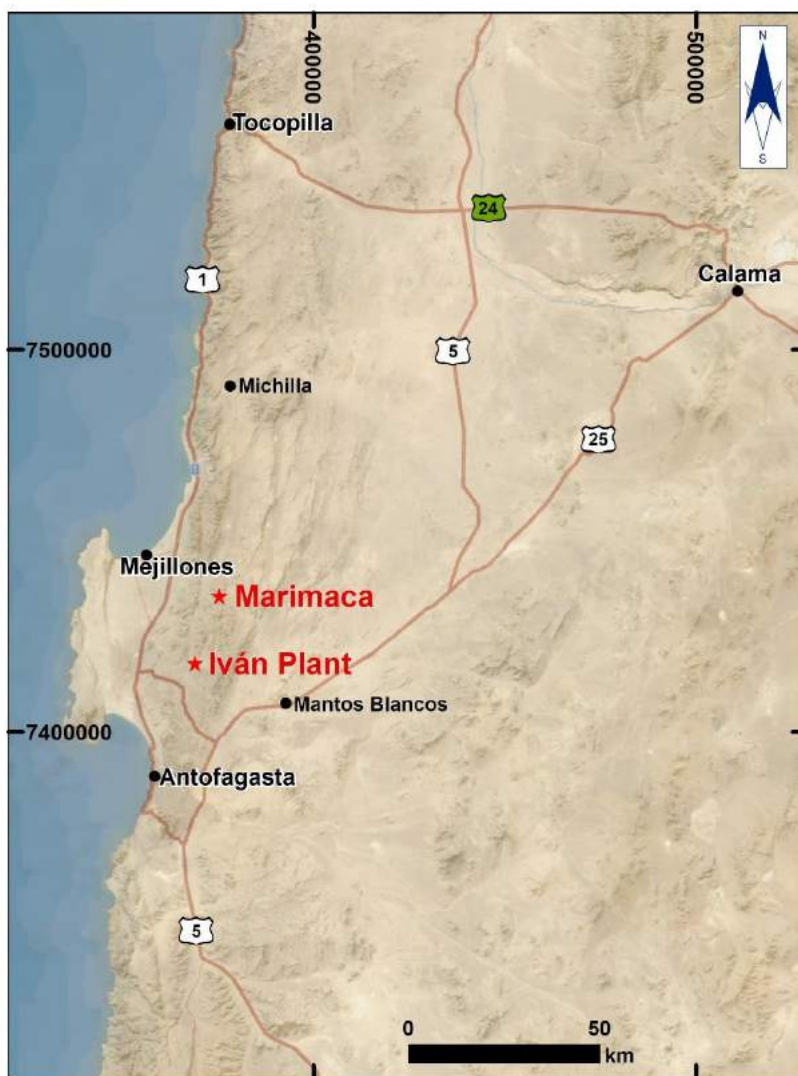 400000
500000
N
S
Tocopilla
24
1
Calama
7500000
5
Michilla
25
Mejillones
Marimaca
Iván Plant
Mantos Blancos
7400000
Antofagasta
5
0 50
km